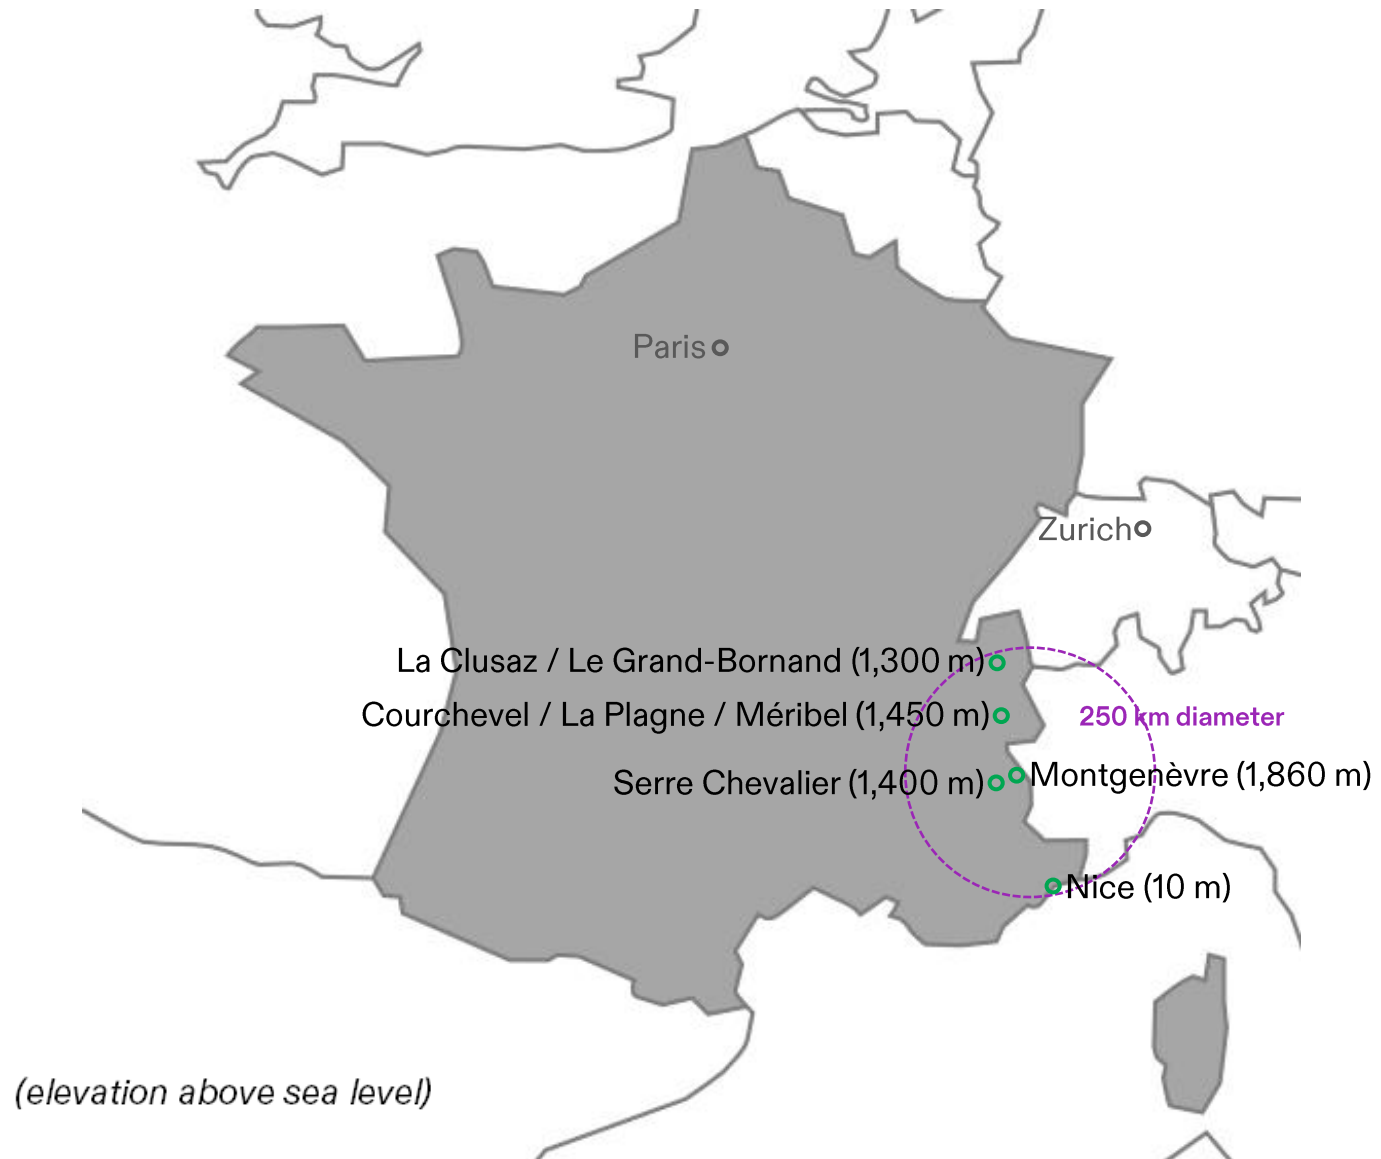 Paris
Zurich
La Clusaz / Le Grand-Bornand (1,300 m)
Courchevel / La Plagne / Méribel (1,450 m)
250 km diameter
Serre Chevalier (1,400 m)
Montgenèvre (1,860 m)
Nice (10 m)
(elevation above sea level)